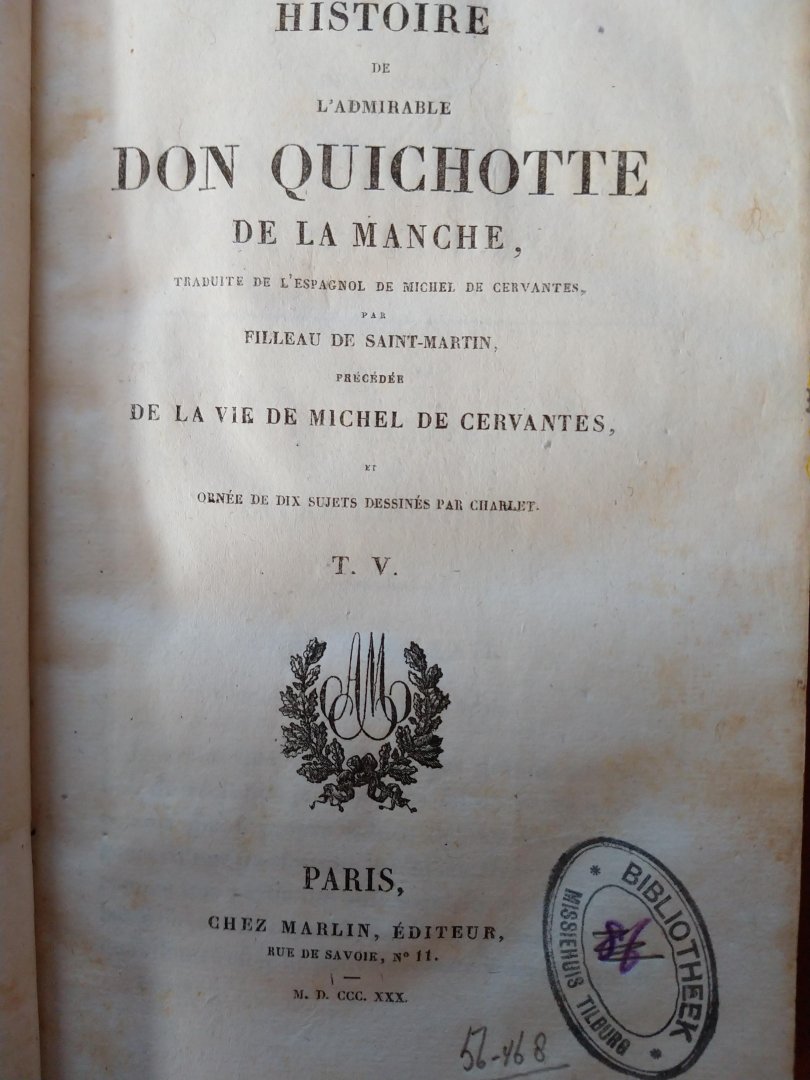 HISTOIRE
DE
L'ADMIRABLE
DON QUICHOTTE
DE LA MANCHE,
TRADUITE DE L'ESPAGNOL DE MICHEL DE CERVANTES,
PAR
FILLEAU DE SAINT-MARTIN,
PRÉCÉDÉE
DE LA VIE DE MICHEL DE CERVANTES,
ET
ORNÉE DE DIX SUJETS DESSINÉS PAR CHARLET.
T. V.
AM
PARIS,
CHEZ MARLIN, ÉDITEUR,
RUE DE SAVOIE, N° 11.
M. D. CCC. XXX.
* BIBLIOTHEEK *
MISSIEHUIS TILBURG
56-468